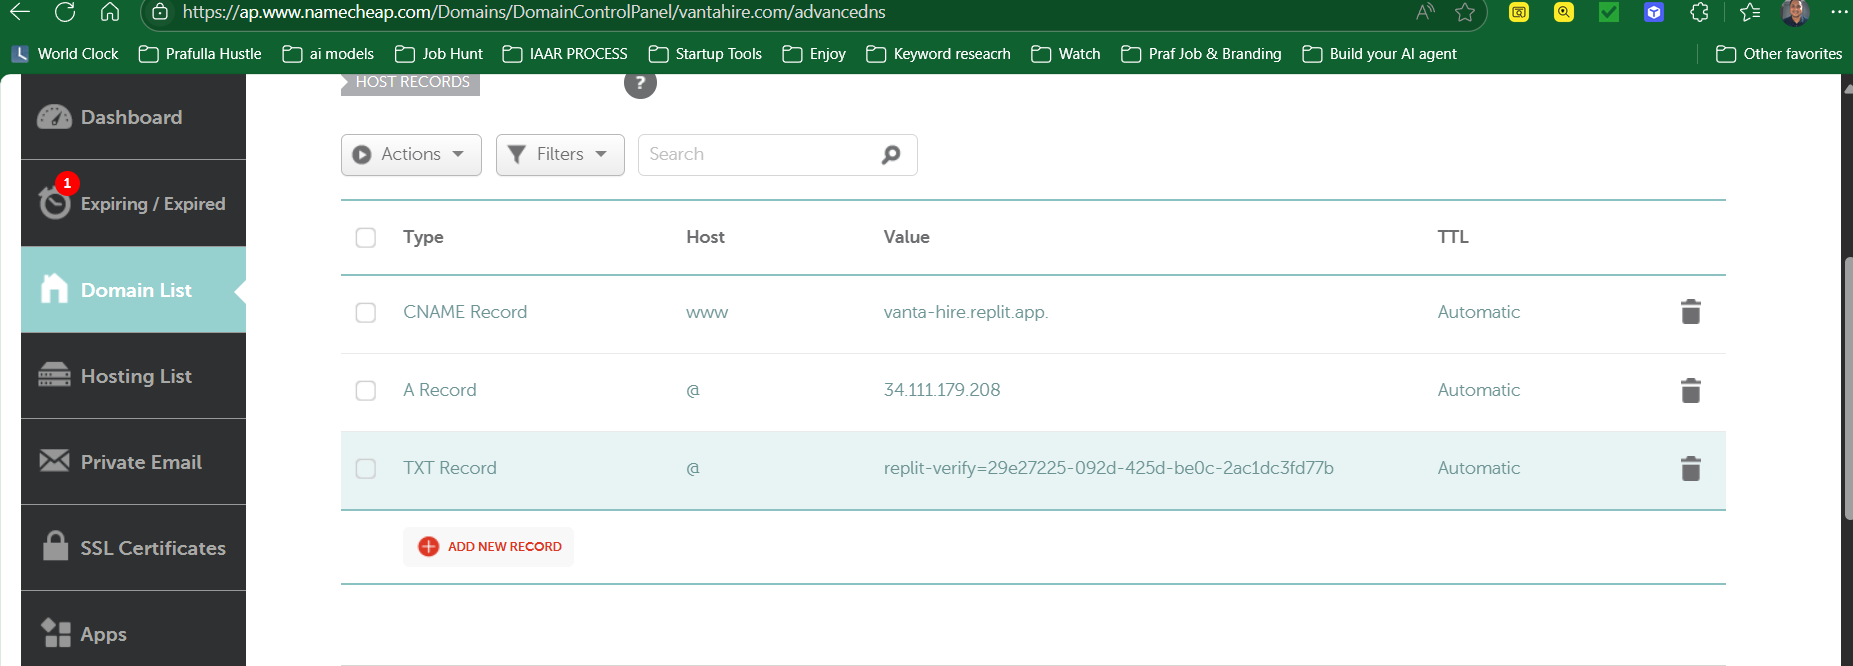 https://ap.www.namecheap.com/Domains/DomainControlPanel/vantahire.com/advancedns
World Clock Prafulla Hustle ai models Job Hunt IAAR PROCESS Startup Tools Enjoy Keyword reseacrh Watch Praf Job & Branding Build your AI agent Other favorites
HOST RECORDS ?
Dashboard
1
Expiring / Expired
Domain List
Hosting List
Private Email
SSL Certificates
Apps
Actions Filters Search
Type Host Value TTL
CNAME Record www vanta-hire.replit.app. Automatic
A Record @ 34.111.179.208 Automatic
TXT Record @ replit-verify=29e27225-092d-425d-be0c-2ac1dc3fd77b Automatic
ADD NEW RECORD